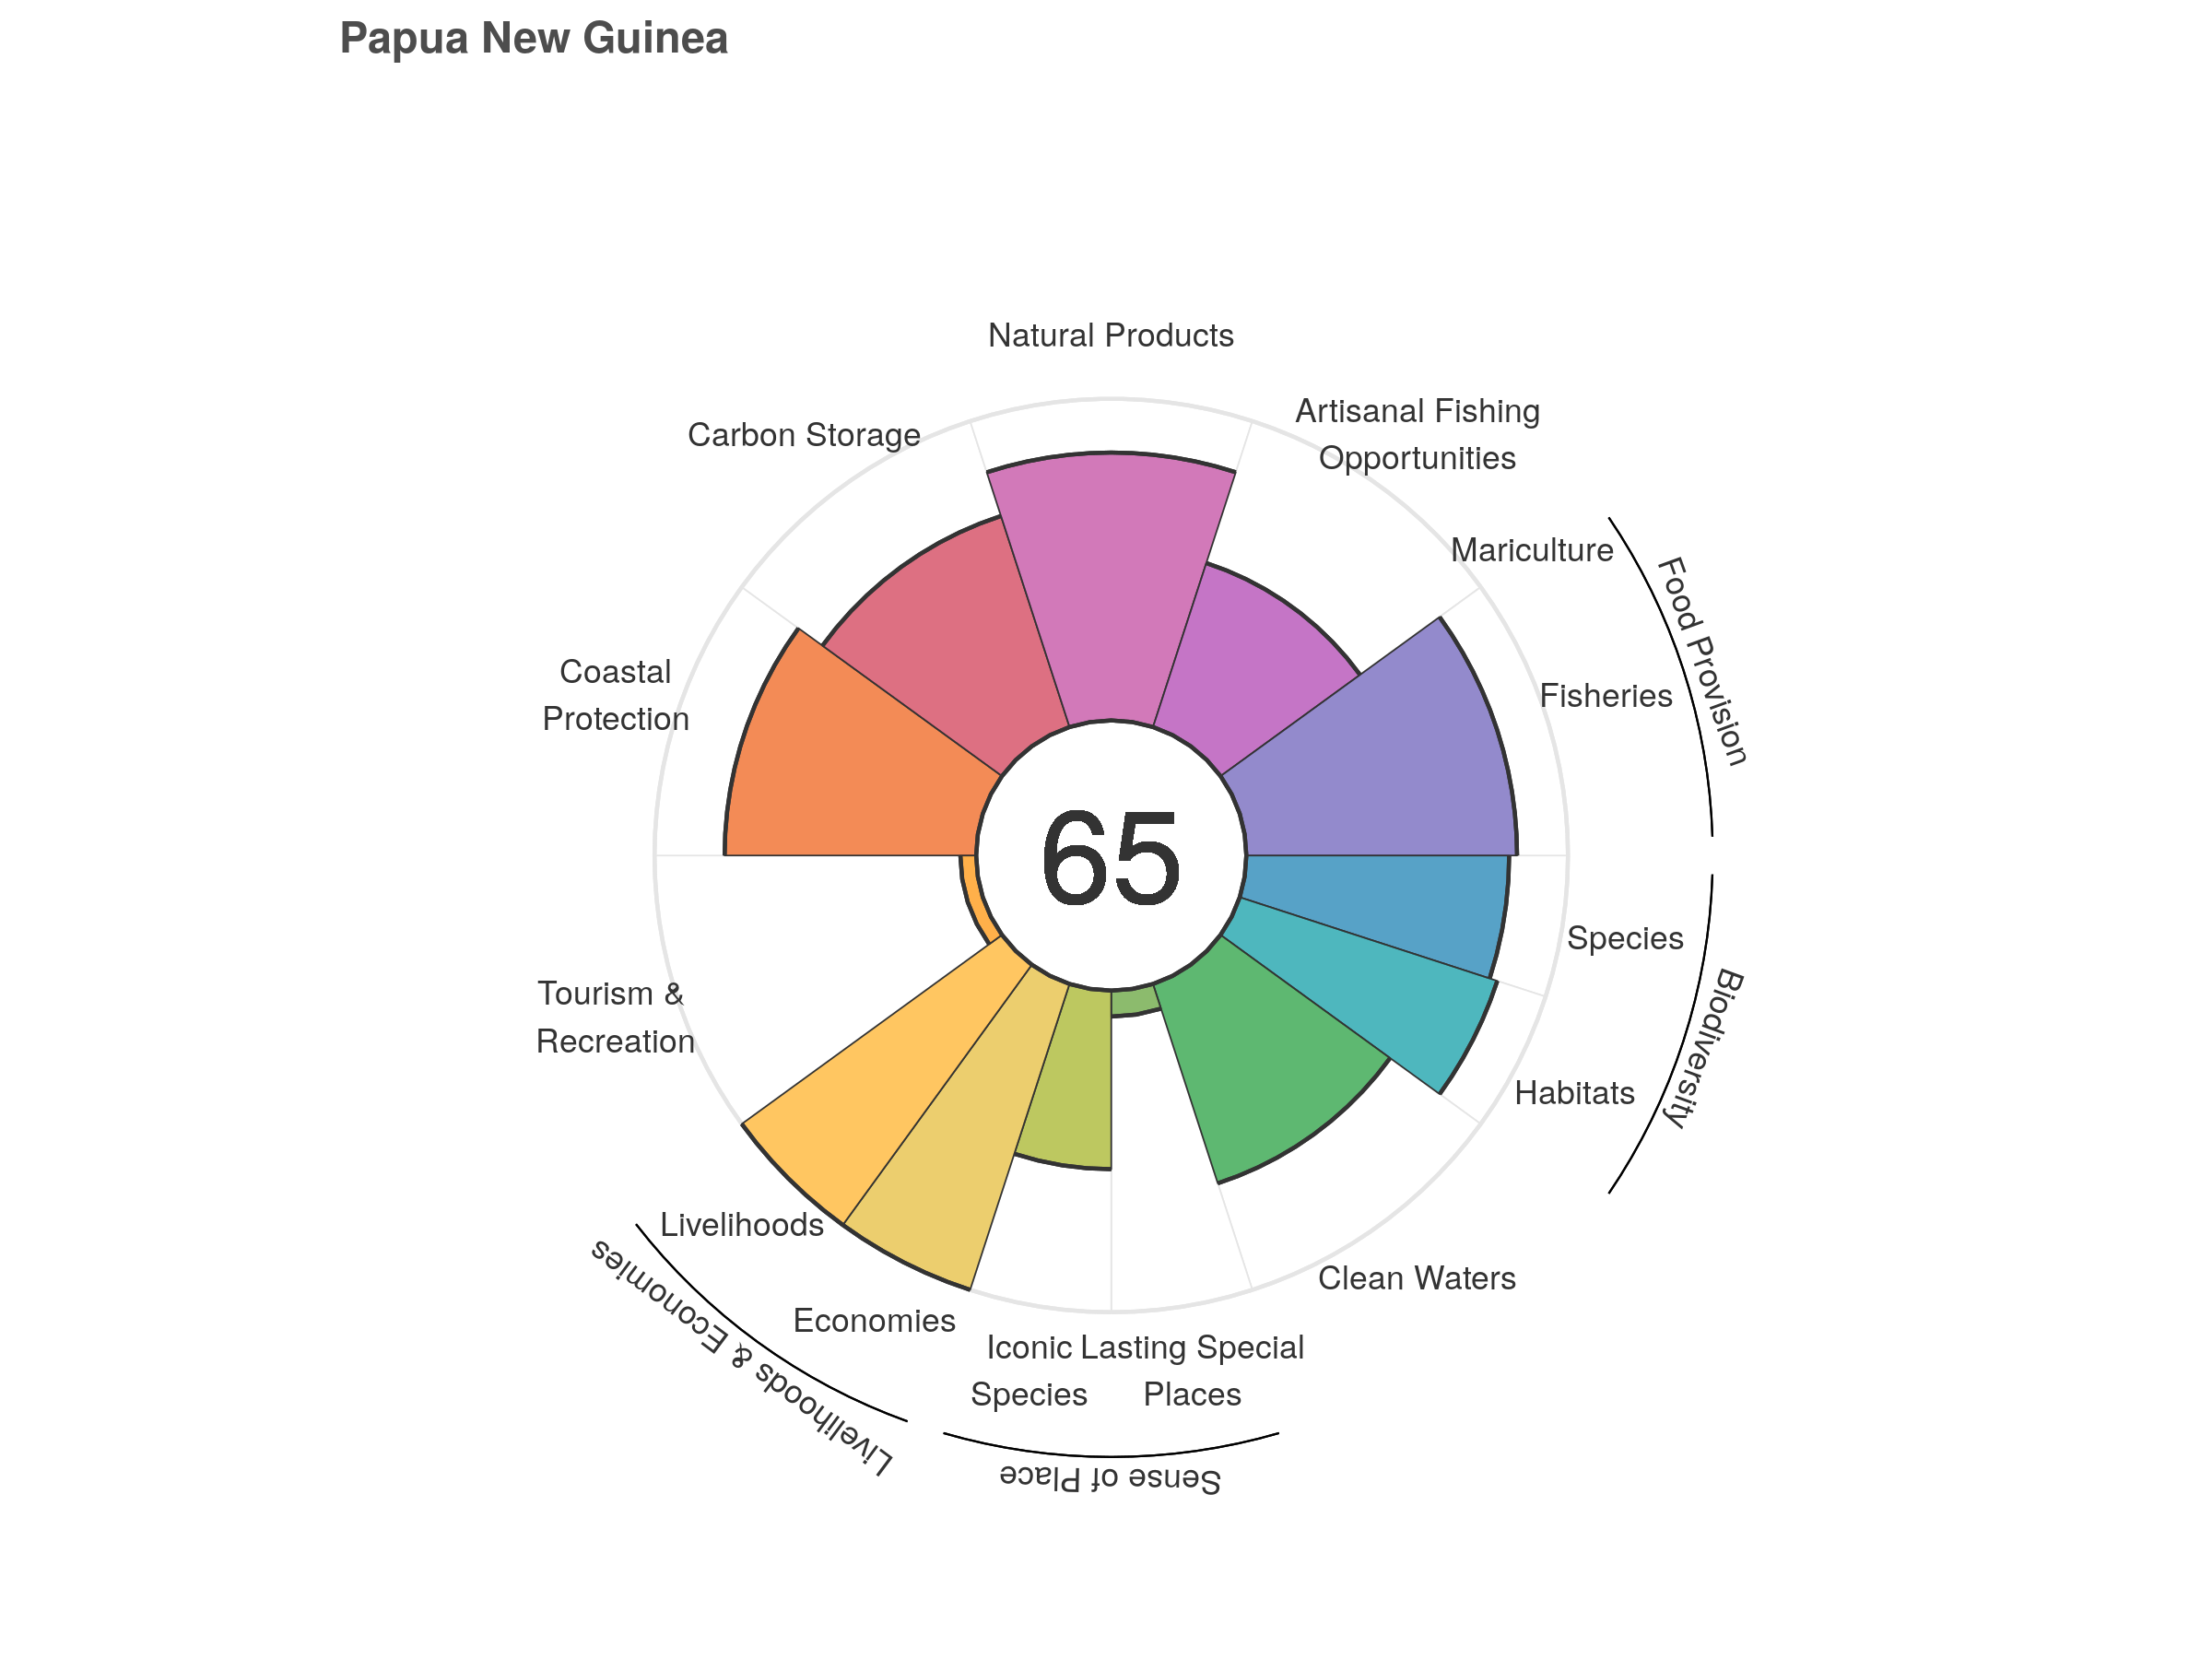 Papua New Guinea
Natural Products
Artisanal Fishing
Opportunities
Carbon Storage
Mariculture
Food Provision
Coastal
Protection
Fisheries
65
Species
Biodiversity
Tourism &
Recreation
Habitats
Livelihoods
Livelihoods & Economies
Clean Waters
Economies
Iconic
Species
Lasting Special
Places
Sense of Place